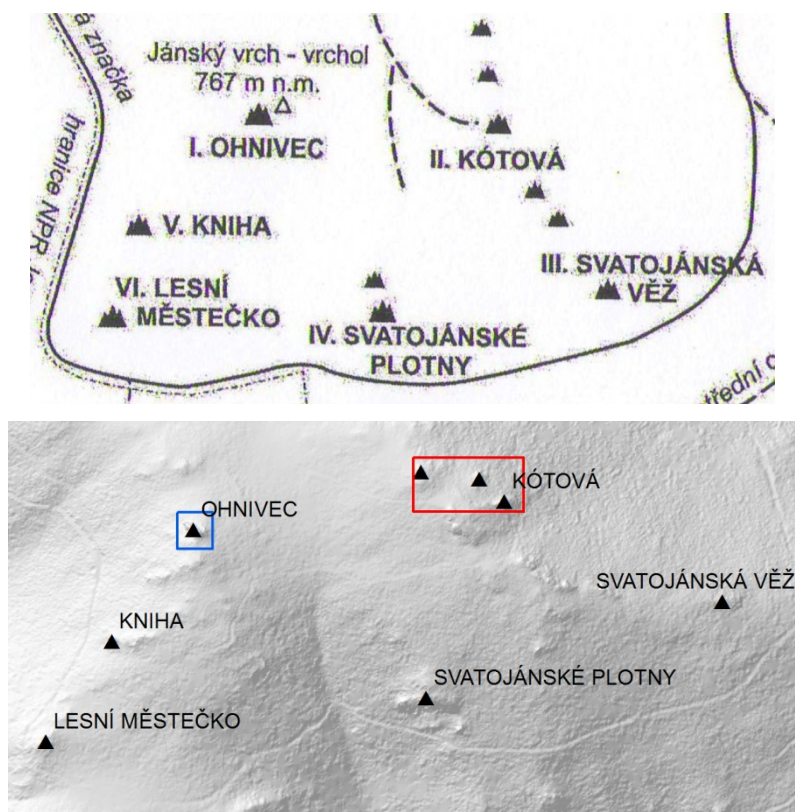 značka
Jánský vrch - vrchol
767 m n.m.
I. OHNIVEC
II. KÓTOVÁ
hranice NPR
V. KNIHA
III. SVATOJÁNSKÁ
VĚŽ
VI. LESNÍ
MĚSTEČKO
IV. SVATOJÁNSKÉ
PLOTNY
KÓTOVÁ
OHNIVEC
SVATOJÁNSKÁ VĚŽ
KNIHA
SVATOJÁNSKÉ PLOTNY
LESNÍ MĚSTEČKO